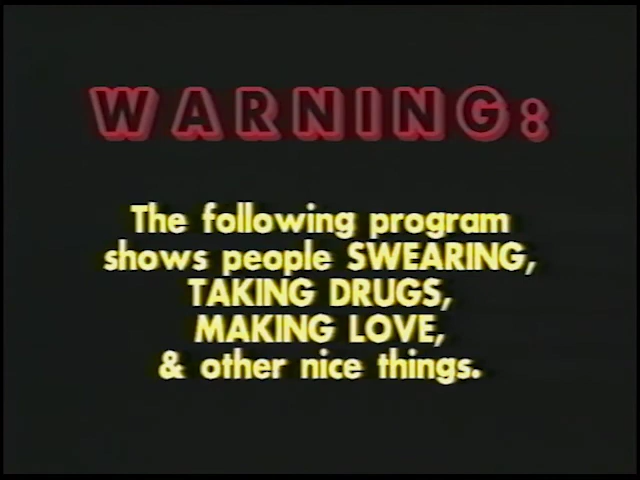 WARNING:
The following program
shows people SWEARING,
TAKING DRUGS,
MAKING LOVE,
& other nice things.